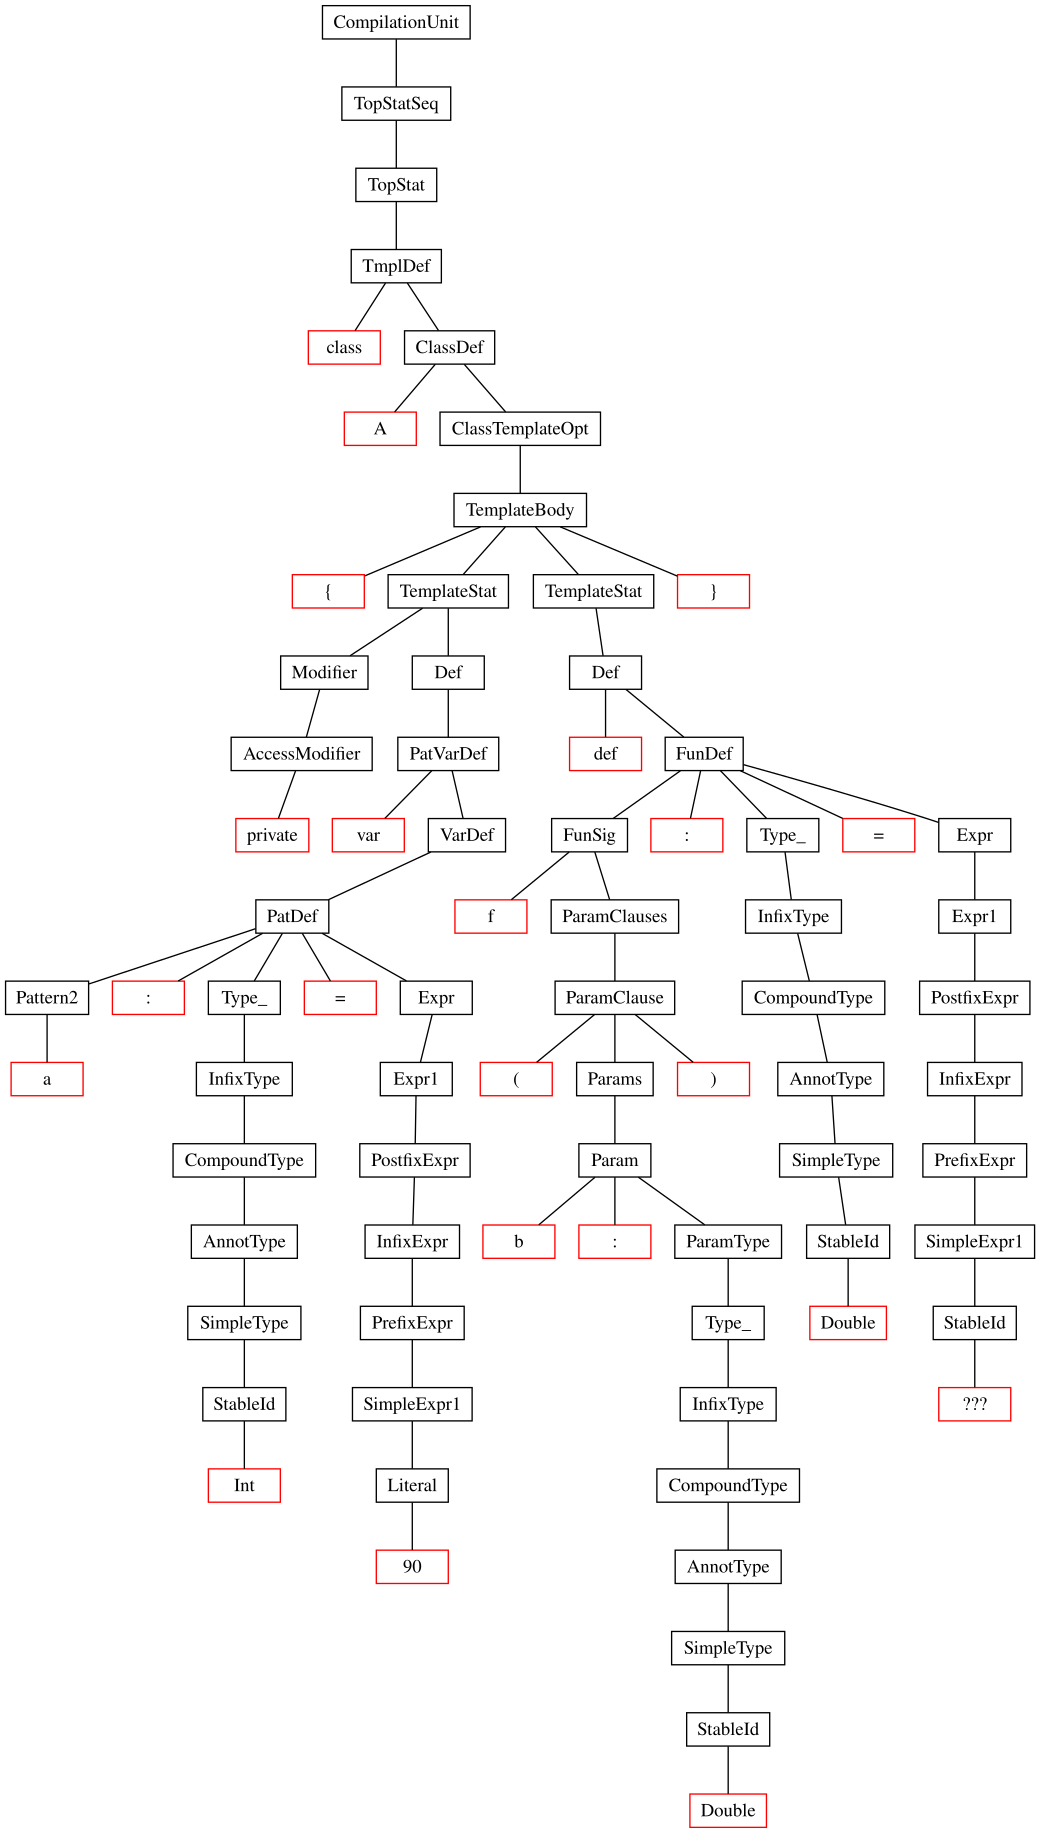 CompilationUnit
TopStatSeq
TopStat
TmplDef
class ClassDef
A ClassTemplateOpt
TemplateBody
{ TemplateStat TemplateStat }
Modifier Def Def
AccessModifier PatVarDef def FunDef
private var VarDef FunSig : Type_ = Expr
PatDef f ParamClauses InfixType Expr1
Pattern2 : Type_ = Expr ParamClause CompoundType PostfixExpr
a InfixType Expr1 ( Params ) AnnotType InfixExpr
CompoundType PostfixExpr Param SimpleType PrefixExpr
AnnotType InfixExpr b : ParamType StableId SimpleExpr1
SimpleType PrefixExpr Type_ Double StableId
StableId SimpleExpr1 InfixType ???
Int Literal CompoundType
90 AnnotType
SimpleType
StableId
Double